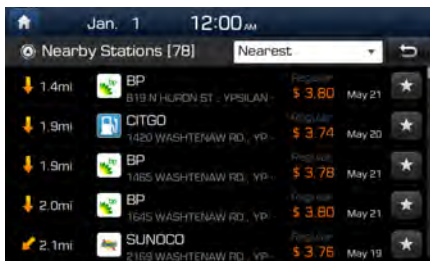 Jan. 1 12:00 AM
Nearby Stations [78] Nearest
1.4mi BP Regular
819 N HURON ST , YPSILAN- $ 3.80 May 21
1.9mi CITGO Regular
1420 WASHTENAW RD., YP- $ 3.74 May 20
1.9mi BP Regular
1465 WASHTENAW RD., YP- $ 3.78 May 21
2.0mi BP Regular
1645 WASHTENAW RD., YP- $ 3.80 May 21
2.1mi SUNOCO Regular
2169 WASHTENAW RD., YP- $ 3.76 May 19